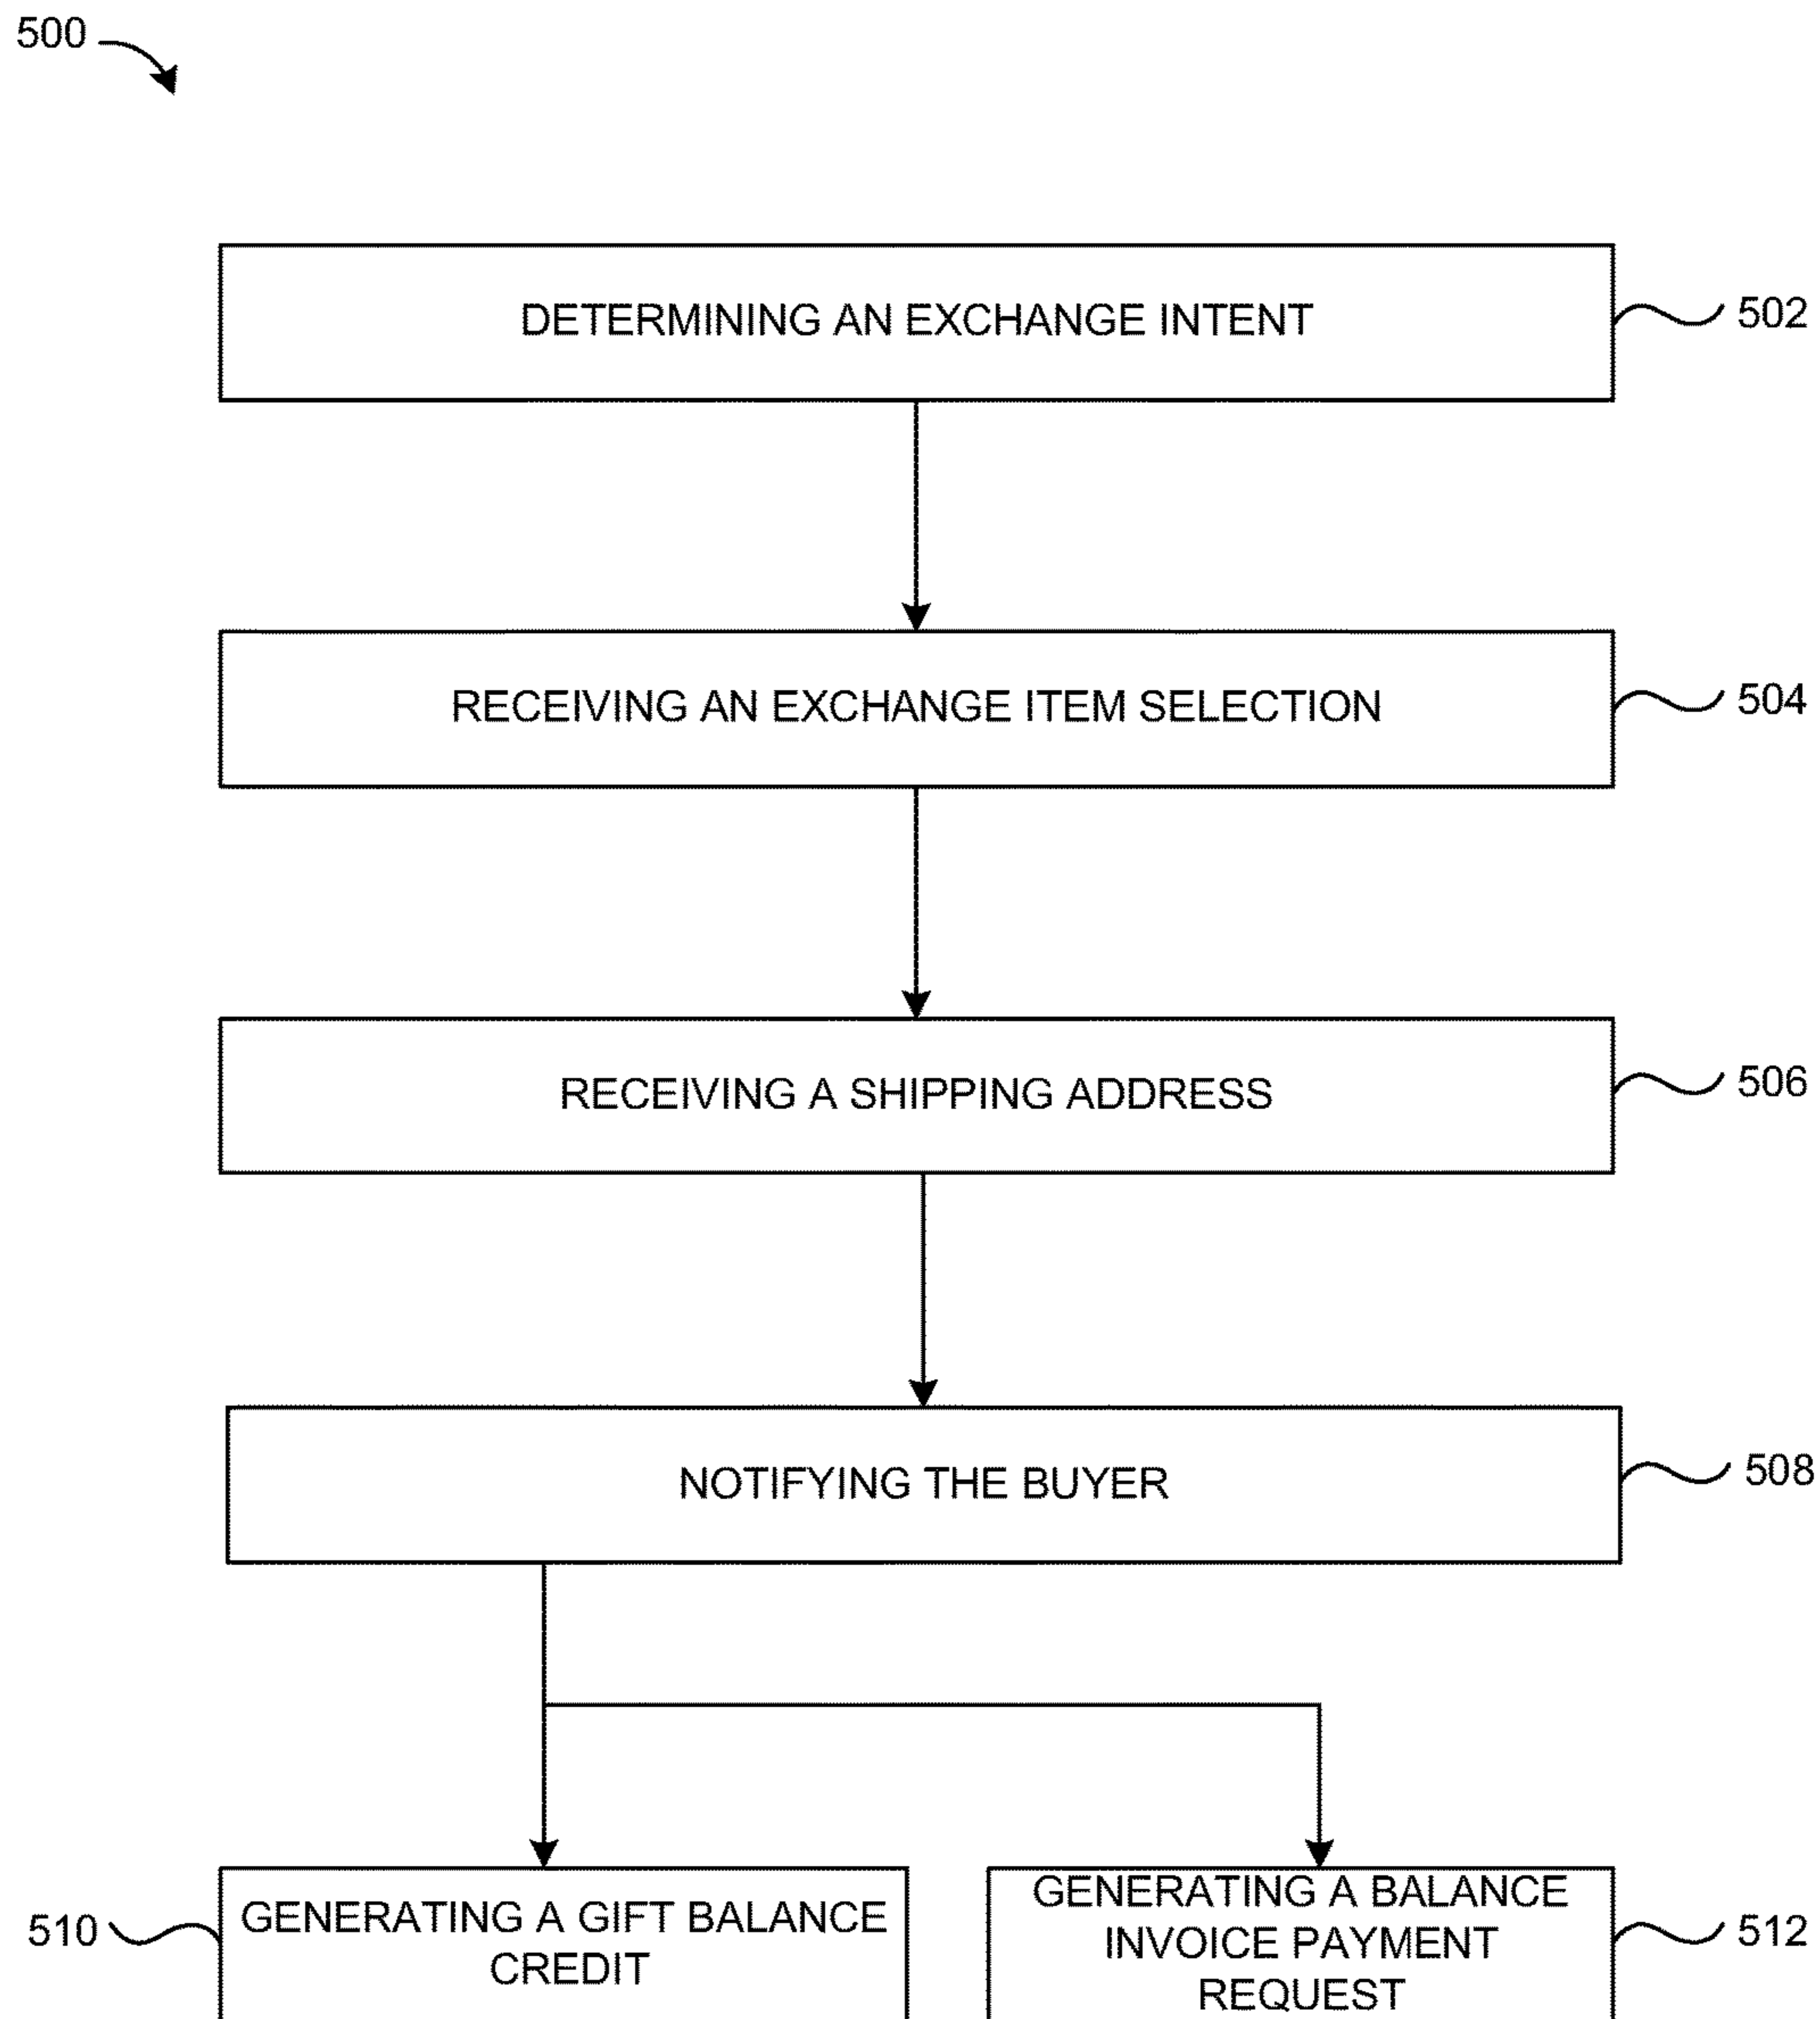 500
DETERMINING AN EXCHANGE INTENT
502
RECEIVING AN EXCHANGE ITEM SELECTION
504
RECEIVING A SHIPPING ADDRESS
506
NOTIFYING THE BUYER
508
510
GENERATING A GIFT BALANCE
CREDIT
GENERATING A BALANCE
INVOICE PAYMENT
REQUEST
512